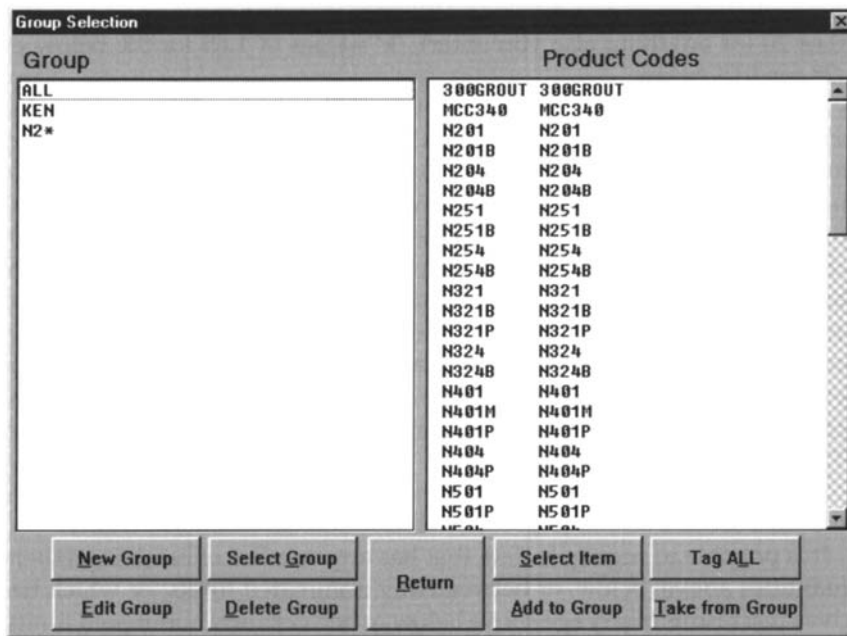 Group Selection
Group
Product Codes
ALL
KEN
N2*
300GROUT 300GROUT
MCC340 MCC340
N201 N201
N201B N201B
N204 N204
N204B N204B
N251 N251
N251B N251B
N254 N254
N254B N254B
N321 N321
N321B N321B
N321P N321P
N324 N324
N324B N324B
N401 N401
N401M N401M
N401P N401P
N404 N404
N404P N404P
N501 N501
N501P N501P
New Group
Select Group
Return
Select Item
Tag ALL
Edit Group
Delete Group
Add to Group
Take from Group